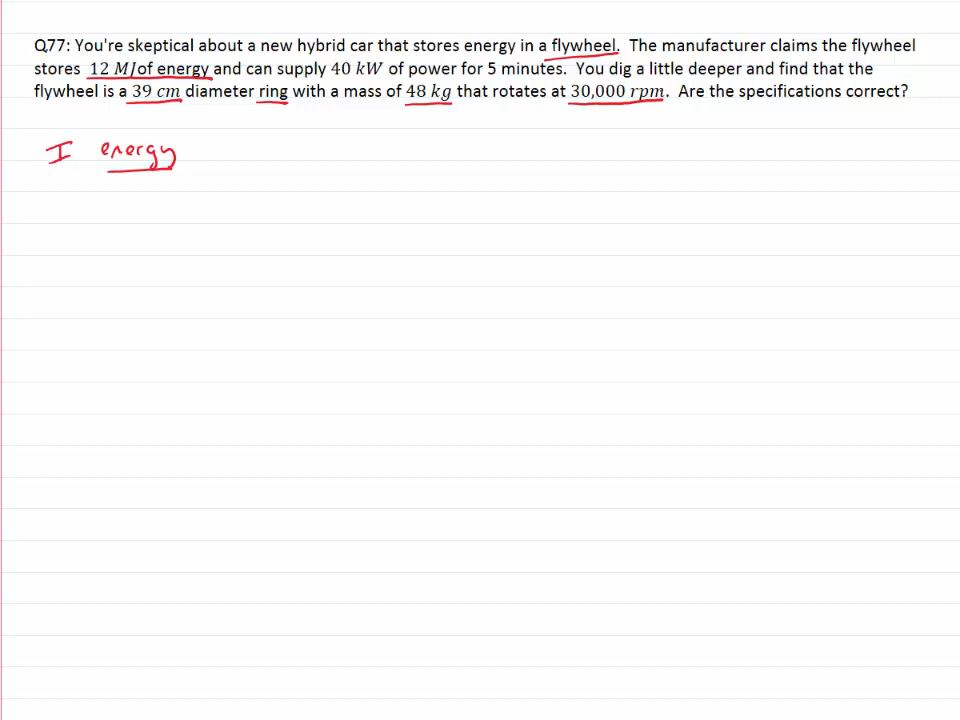 Q77: You're skeptical about a new hybrid car that stores energy in a flywheel. The manufacturer claims the flywheel
stores 12 MJof energy and can supply 40 kW of power for 5 minutes. You dig a little deeper and find that the
flywheel is a 39 cm diameter ring with a mass of 48 kg that rotates at 30,000 rpm. Are the specifications correct?
I energy